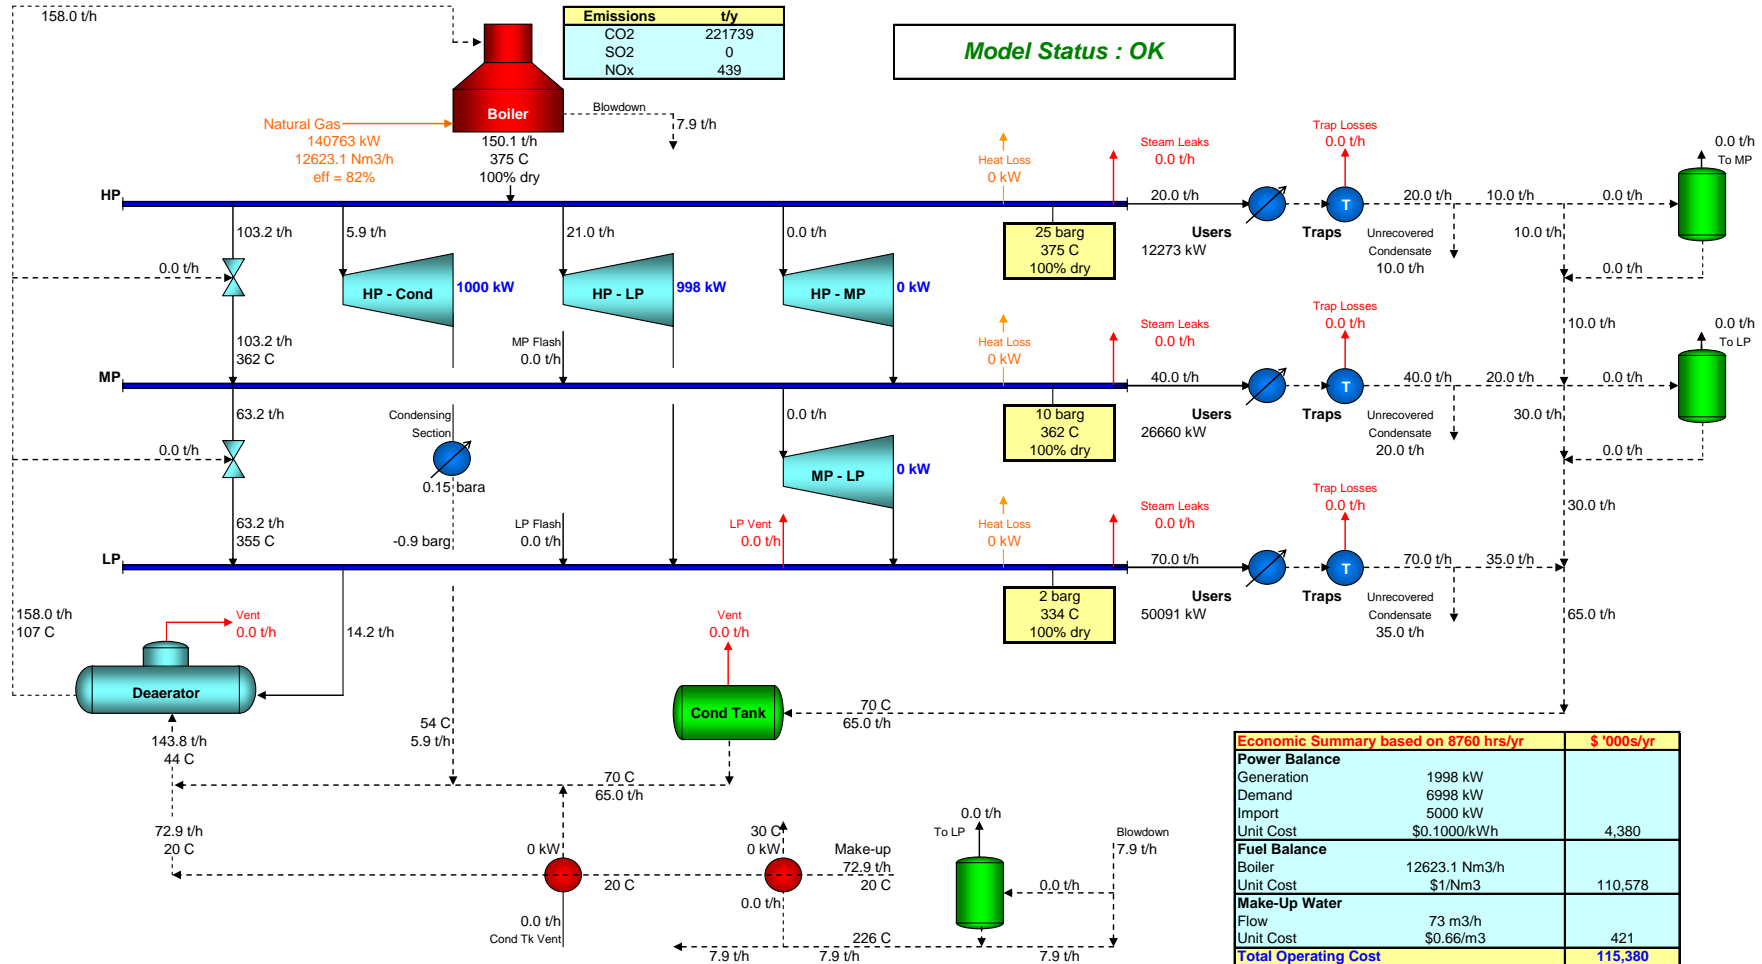 158.0 t/h
Emissions t/y
CO2 221739
SO2 0
NOx 439
Model Status : OK
Boiler
Blowdown
7.9 t/h
Natural Gas
140763 kW
12623.1 Nm3/h
eff = 82%
150.1 t/h
375 C
100% dry
Heat Loss
0 kW
Steam Leaks
0.0 t/h
Trap Losses
0.0 t/h
0.0 t/h
To MP
HP
20.0 t/h
20.0 t/h
10.0 t/h
0.0 t/h
103.2 t/h
5.9 t/h
21.0 t/h
0.0 t/h
25 barg
375 C
100% dry
Users
12273 kW
Traps
Unrecovered
Condensate
10.0 t/h
10.0 t/h
0.0 t/h
0.0 t/h
HP - Cond
1000 kW
HP - LP
998 kW
HP - MP
0 kW
103.2 t/h
362 C
MP Flash
0.0 t/h
Heat Loss
0 kW
Steam Leaks
0.0 t/h
Trap Losses
0.0 t/h
10.0 t/h
0.0 t/h
To LP
MP
40.0 t/h
40.0 t/h
20.0 t/h
0.0 t/h
63.2 t/h
Condensing
Section
0.0 t/h
10 barg
362 C
100% dry
Users
26660 kW
Traps
Unrecovered
Condensate
20.0 t/h
30.0 t/h
0.0 t/h
0.0 t/h
0.15 bara
MP - LP
0 kW
63.2 t/h
355 C
-0.9 barg
LP Flash
0.0 t/h
LP Vent
0.0 t/h
Heat Loss
0 kW
Steam Leaks
0.0 t/h
Trap Losses
0.0 t/h
30.0 t/h
LP
70.0 t/h
70.0 t/h
35.0 t/h
2 barg
334 C
100% dry
Users
50091 kW
Traps
Unrecovered
Condensate
35.0 t/h
65.0 t/h
158.0 t/h
107 C
Vent
0.0 t/h
14.2 t/h
Vent
0.0 t/h
Deaerator
Cond Tank
70 C
65.0 t/h
143.8 t/h
44 C
54 C
5.9 t/h
70 C
65.0 t/h
72.9 t/h
20 C
0 kW
20 C
30 C
0 kW
Make-up
72.9 t/h
20 C
0.0 t/h
To LP
Blowdown
7.9 t/h
0.0 t/h
0.0 t/h
Cond Tk Vent
0.0 t/h
226 C
7.9 t/h
7.9 t/h
7.9 t/h
Economic Summary based on 8760 hrs/yr $ '000s/yr
Power Balance
Generation 1998 kW
Demand 6998 kW
Import 5000 kW
Unit Cost $0.1000/kWh 4,380
Fuel Balance
Boiler 12623.1 Nm3/h
Unit Cost $1/Nm3 110,578
Make-Up Water
Flow 73 m3/h
Unit Cost $0.66/m3 421
Total Operating Cost 115,380
T
T
T